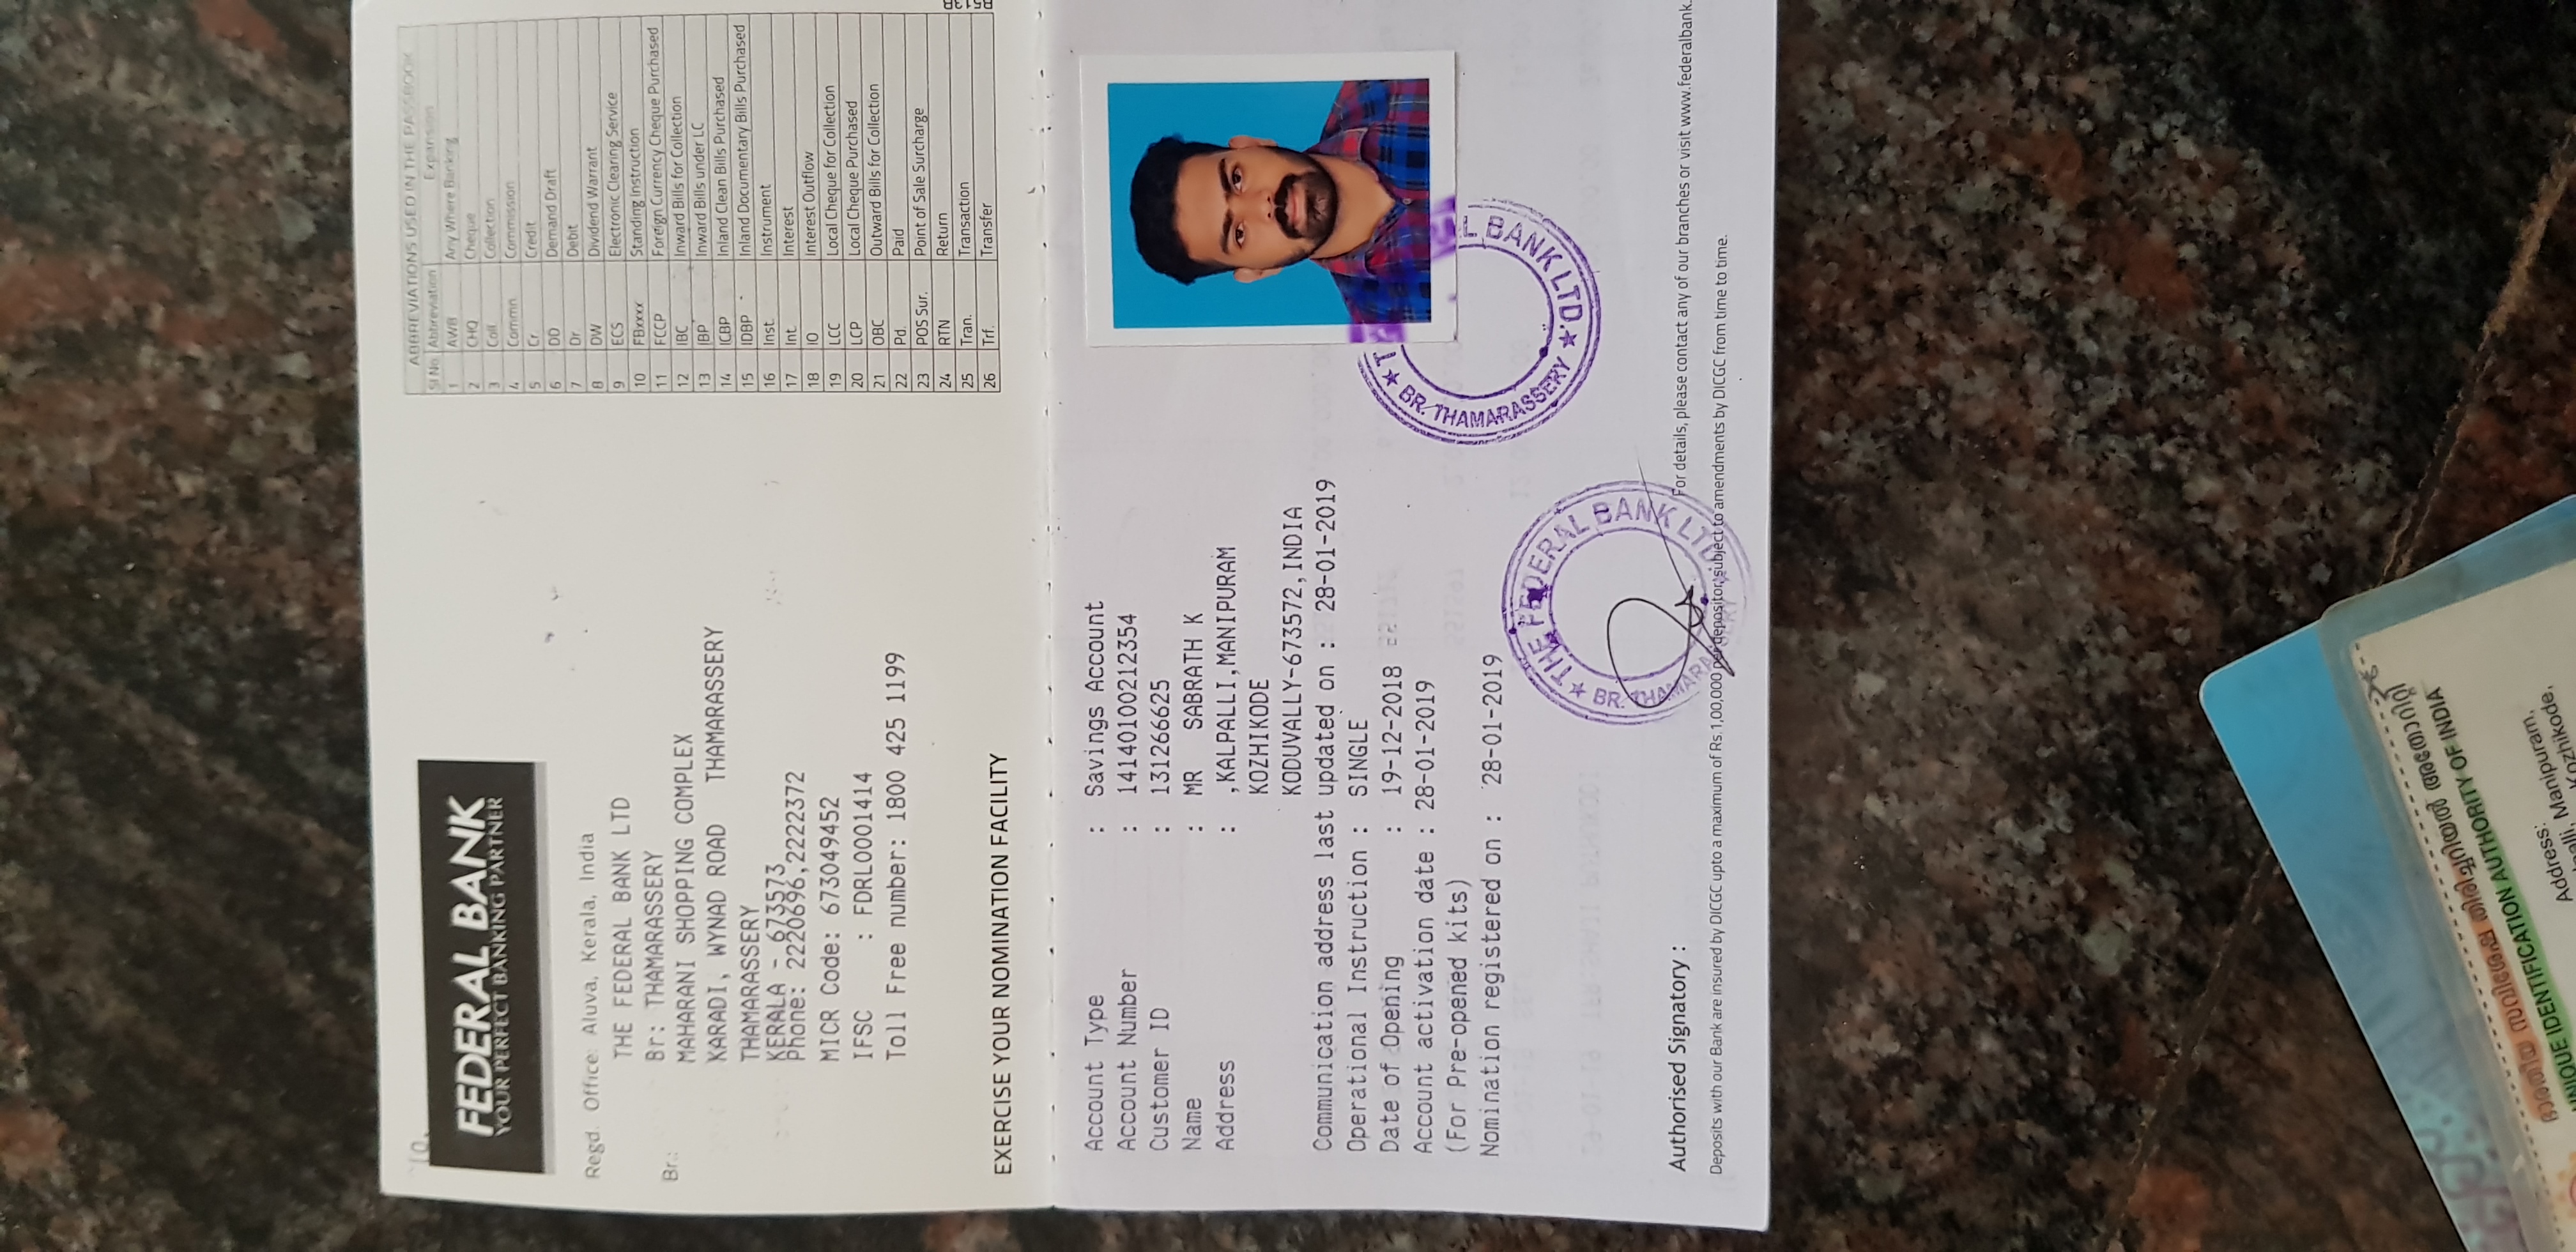 FEDERAL BANK
YOUR PERFECT BANKING PARTNER
Regd. Office: Aluva, Kerala, India
THE FEDERAL BANK LTD
Br.: Br: THAMARASSERY
MAHARANI SHOPPING COMPLEX
KARADI, WYNAD ROAD THAMARASSERY
THAMARASSERY
KERALA - 673573
Phone: 2220696,2222372
MICR Code: 673049452
IFSC : FDRL0001414
Toll Free number: 1800 425 1199
EXERCISE YOUR NOMINATION FACILITY
ABBREVIATIONS USED IN THE PASSBOOK
Sl No. Abbreviation Expansion
1 AWB Any Where Banking
2 CHQ Cheque
3 Coll Collection
4 Commn Commission
5 Cr Credit
6 DD Demand Draft
7 Dr Debit
8 DW Dividend Warrant
9 ECS Electronic Clearing Service
10 FBxxxx Standing Instruction
11 FCCP Foreign Currency Cheque Purchased
12 IBC Inward Bills for Collection
13 IBP Inward Bills under LC
14 ICBP Inland Clean Bills Purchased
15 IDBP Inland Documentary Bills Purchased
16 Inst. Instrument
17 Int. Interest
18 IO Interest Outflow
19 LCC Local Cheque for Collection
20 LCP Local Cheque Purchased
21 OBC Outward Bills for Collection
22 Pd. Paid
23 POS Sur. Point of Sale Surcharge
24 RTN Return
25 Tran. Transaction
26 Trf. Transfer
Account Type : Savings Account
Account Number : 14140100212354
Customer ID : 131266625
Name : MR SABRATH K
Address : ,KALPALLI,MANIPURAM
KOZHIKODE
KODUVALLY-673572,INDIA
Communication address last updated on : 28-01-2019
Operational Instruction : SINGLE
Date of Opening : 19-12-2018
Account activation date : 28-01-2019
(For Pre-opened kits)
Nomination registered on : 28-01-2019
THE FEDERAL BANK LTD. ★ BR. THAMARASSERY ★
BANK LTD. ★ BR. THAMARASSERY ★ T
Authorised Signatory :
For details, please contact any of our branches or visit www.federalbank.
Deposits with our Bank are insured by DICGC upto a maximum of Rs.1,00,000 per depositor, subject to amendments by DICGC from time to time.
ഭാരതീയ സവിശേഷ തിരിച്ചറിയൽ അതോറിറ്റി
UNIQUE IDENTIFICATION AUTHORITY OF INDIA
Address:
Manipuram,
Kozhikode,